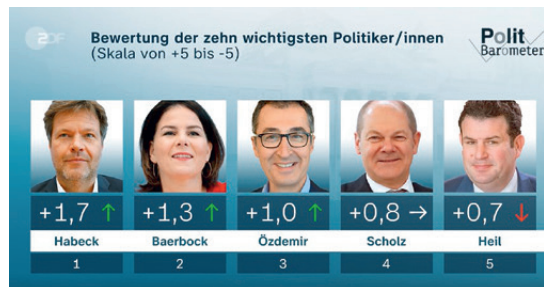 ZDF
Bewertung der zehn wichtigsten Politiker/innen
(Skala von +5 bis -5)
Polit
Barometer
+1,7 ↑ +1,3 ↑ +1,0 ↑ +0,8 → +0,7 ↓
Habeck Baerbock Özdemir Scholz Heil
1 2 3 4 5